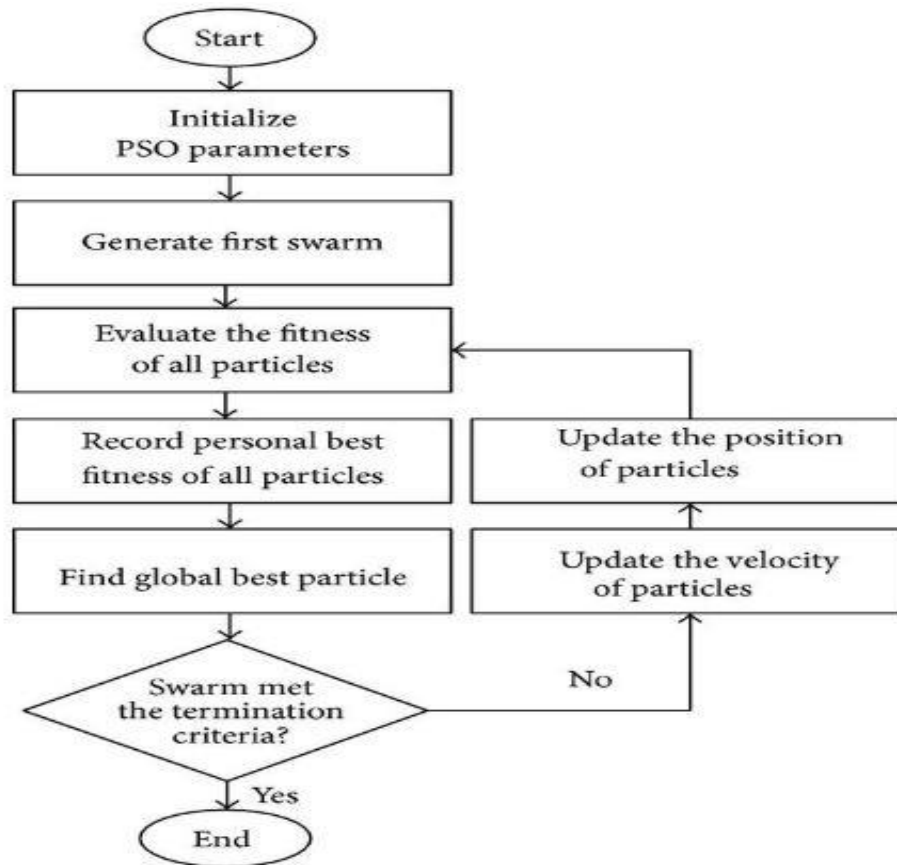 Start
Initialize
PSO parameters
Generate first swarm
Evaluate the fitness
of all particles
Record personal best
fitness of all particles
Find global best particle
Swarm met
the termination
criteria?
No
Update the velocity
of particles
Update the position
of particles
Yes
End